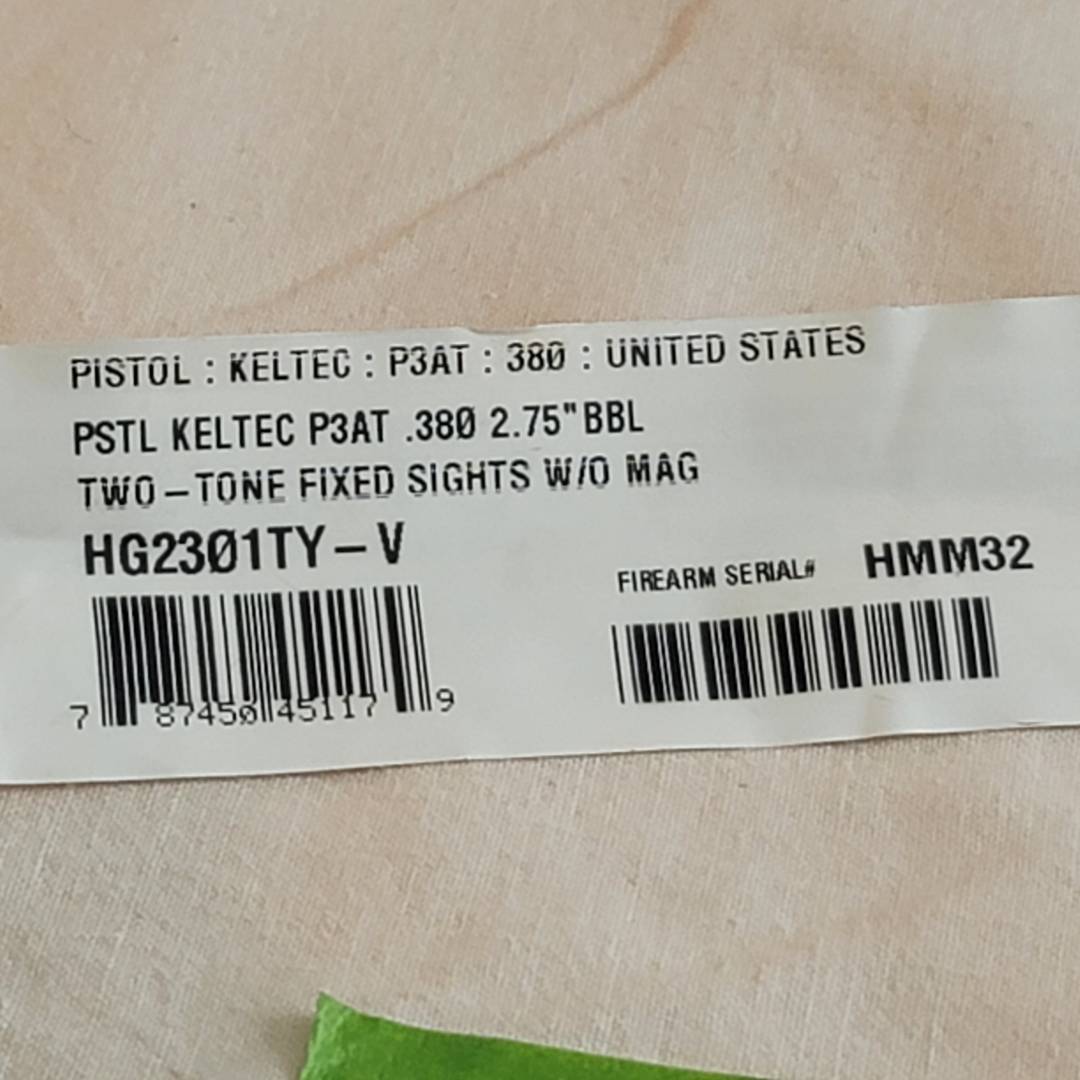 PISTOL : KELTEC : P3AT : 380 : UNITED STATES
PSTL KELTEC P3AT .380 2.75" BBL
TWO-TONE FIXED SIGHTS W/O MAG
HG2301TY-V
FIREARM SERIAL# HMM32
7 87450 45117 9